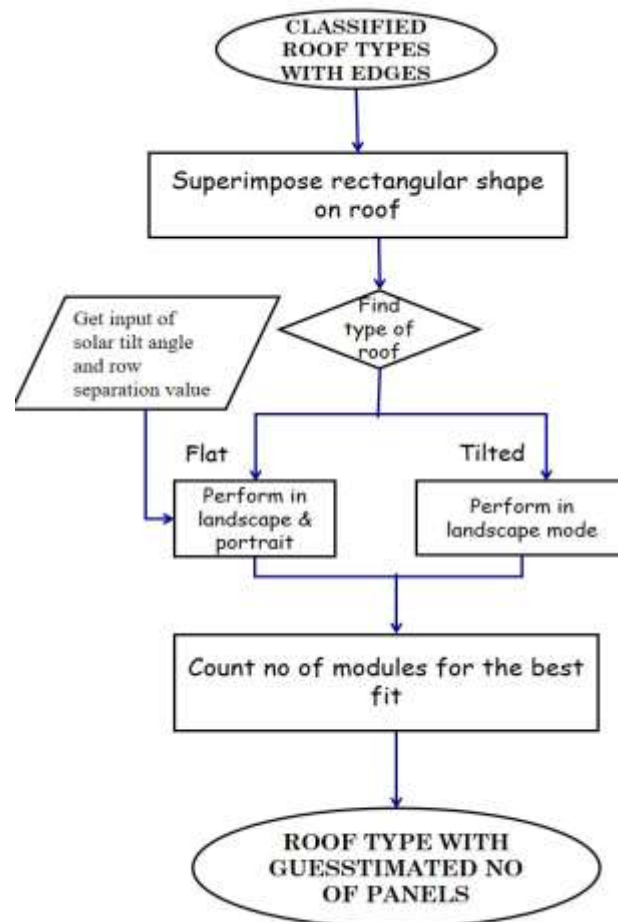 CLASSIFIED
ROOF TYPES
WITH EDGES
Superimpose rectangular shape
on roof
Find
type of
roof
Get input of
solar tilt angle
and row
separation value
Flat
Tilted
Perform in
landscape &
portrait
Perform in
landscape mode
Count no of modules for the best
fit
ROOF TYPE WITH
GUESSTIMATED NO
OF PANELS